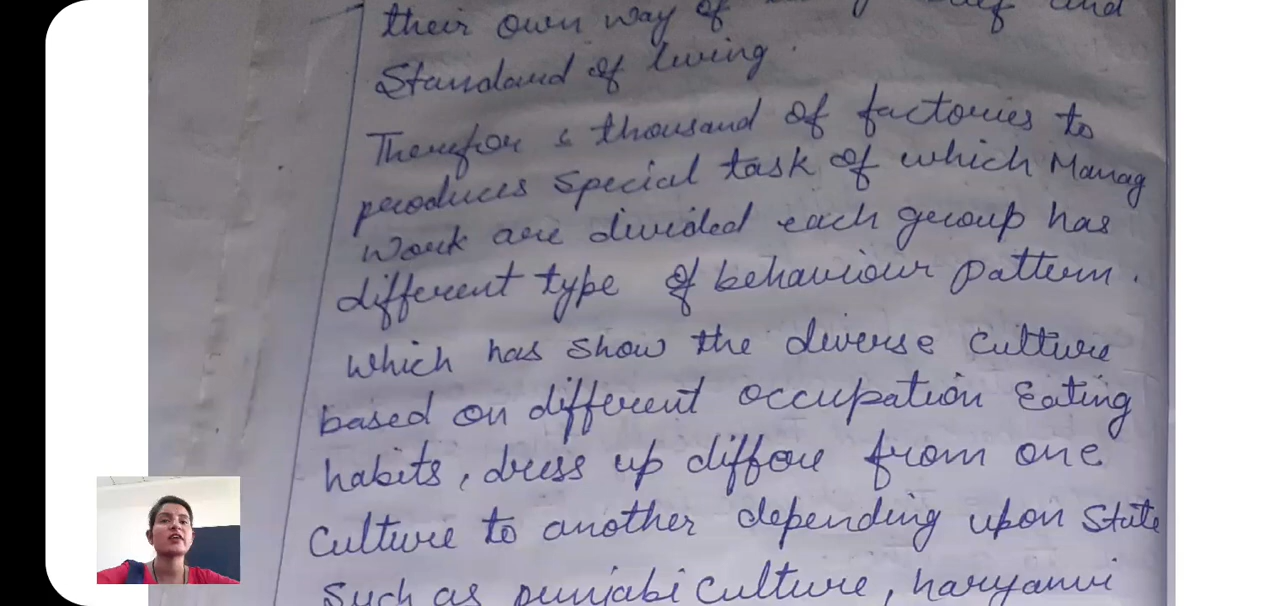 their own way of and
Standard of living.
Therefore thousand of factories to
produces Special task of which Manag
Work are divided each group has
different type of behaviour pattern.
Which has show the diverse culture
based on different occupation Eating
habits, dress up differ from one
Culture to another depending upon State
Such as punjabi culture, haryanvi